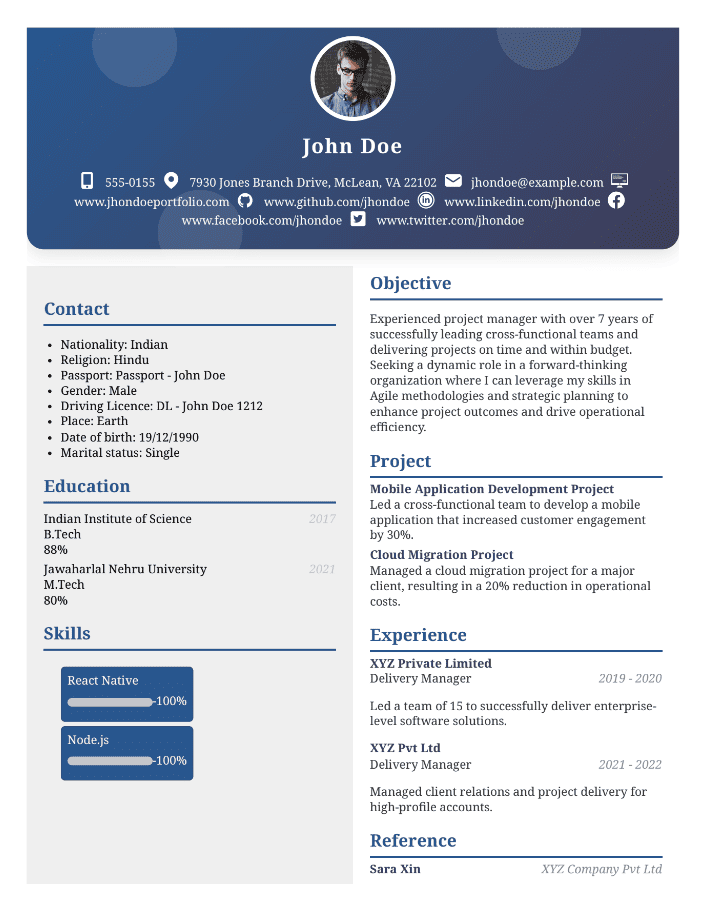 John Doe
555-0155 7930 Jones Branch Drive, McLean, VA 22102 jhondoe@example.com
www.jhondoeportfolio.com www.github.com/jhondoe www.linkedin.com/jhondoe
www.facebook.com/jhondoe www.twitter.com/jhondoe
Contact
• Nationality: Indian
• Religion: Hindu
• Passport: Passport - John Doe
• Gender: Male
• Driving Licence: DL - John Doe 1212
• Place: Earth
• Date of birth: 19/12/1990
• Marital status: Single
Education
Indian Institute of Science 2017
B.Tech
88%
Jawaharlal Nehru University 2021
M.Tech
80%
Skills
React Native
-100%
Node.js
-100%
Objective
Experienced project manager with over 7 years of
successfully leading cross-functional teams and
delivering projects on time and within budget.
Seeking a dynamic role in a forward-thinking
organization where I can leverage my skills in
Agile methodologies and strategic planning to
enhance project outcomes and drive operational
efficiency.
Project
Mobile Application Development Project
Led a cross-functional team to develop a mobile
application that increased customer engagement
by 30%.
Cloud Migration Project
Managed a cloud migration project for a major
client, resulting in a 20% reduction in operational
costs.
Experience
XYZ Private Limited
Delivery Manager 2019 - 2020
Led a team of 15 to successfully deliver enterprise-
level software solutions.
XYZ Pvt Ltd
Delivery Manager 2021 - 2022
Managed client relations and project delivery for
high-profile accounts.
Reference
Sara Xin XYZ Company Pvt Ltd